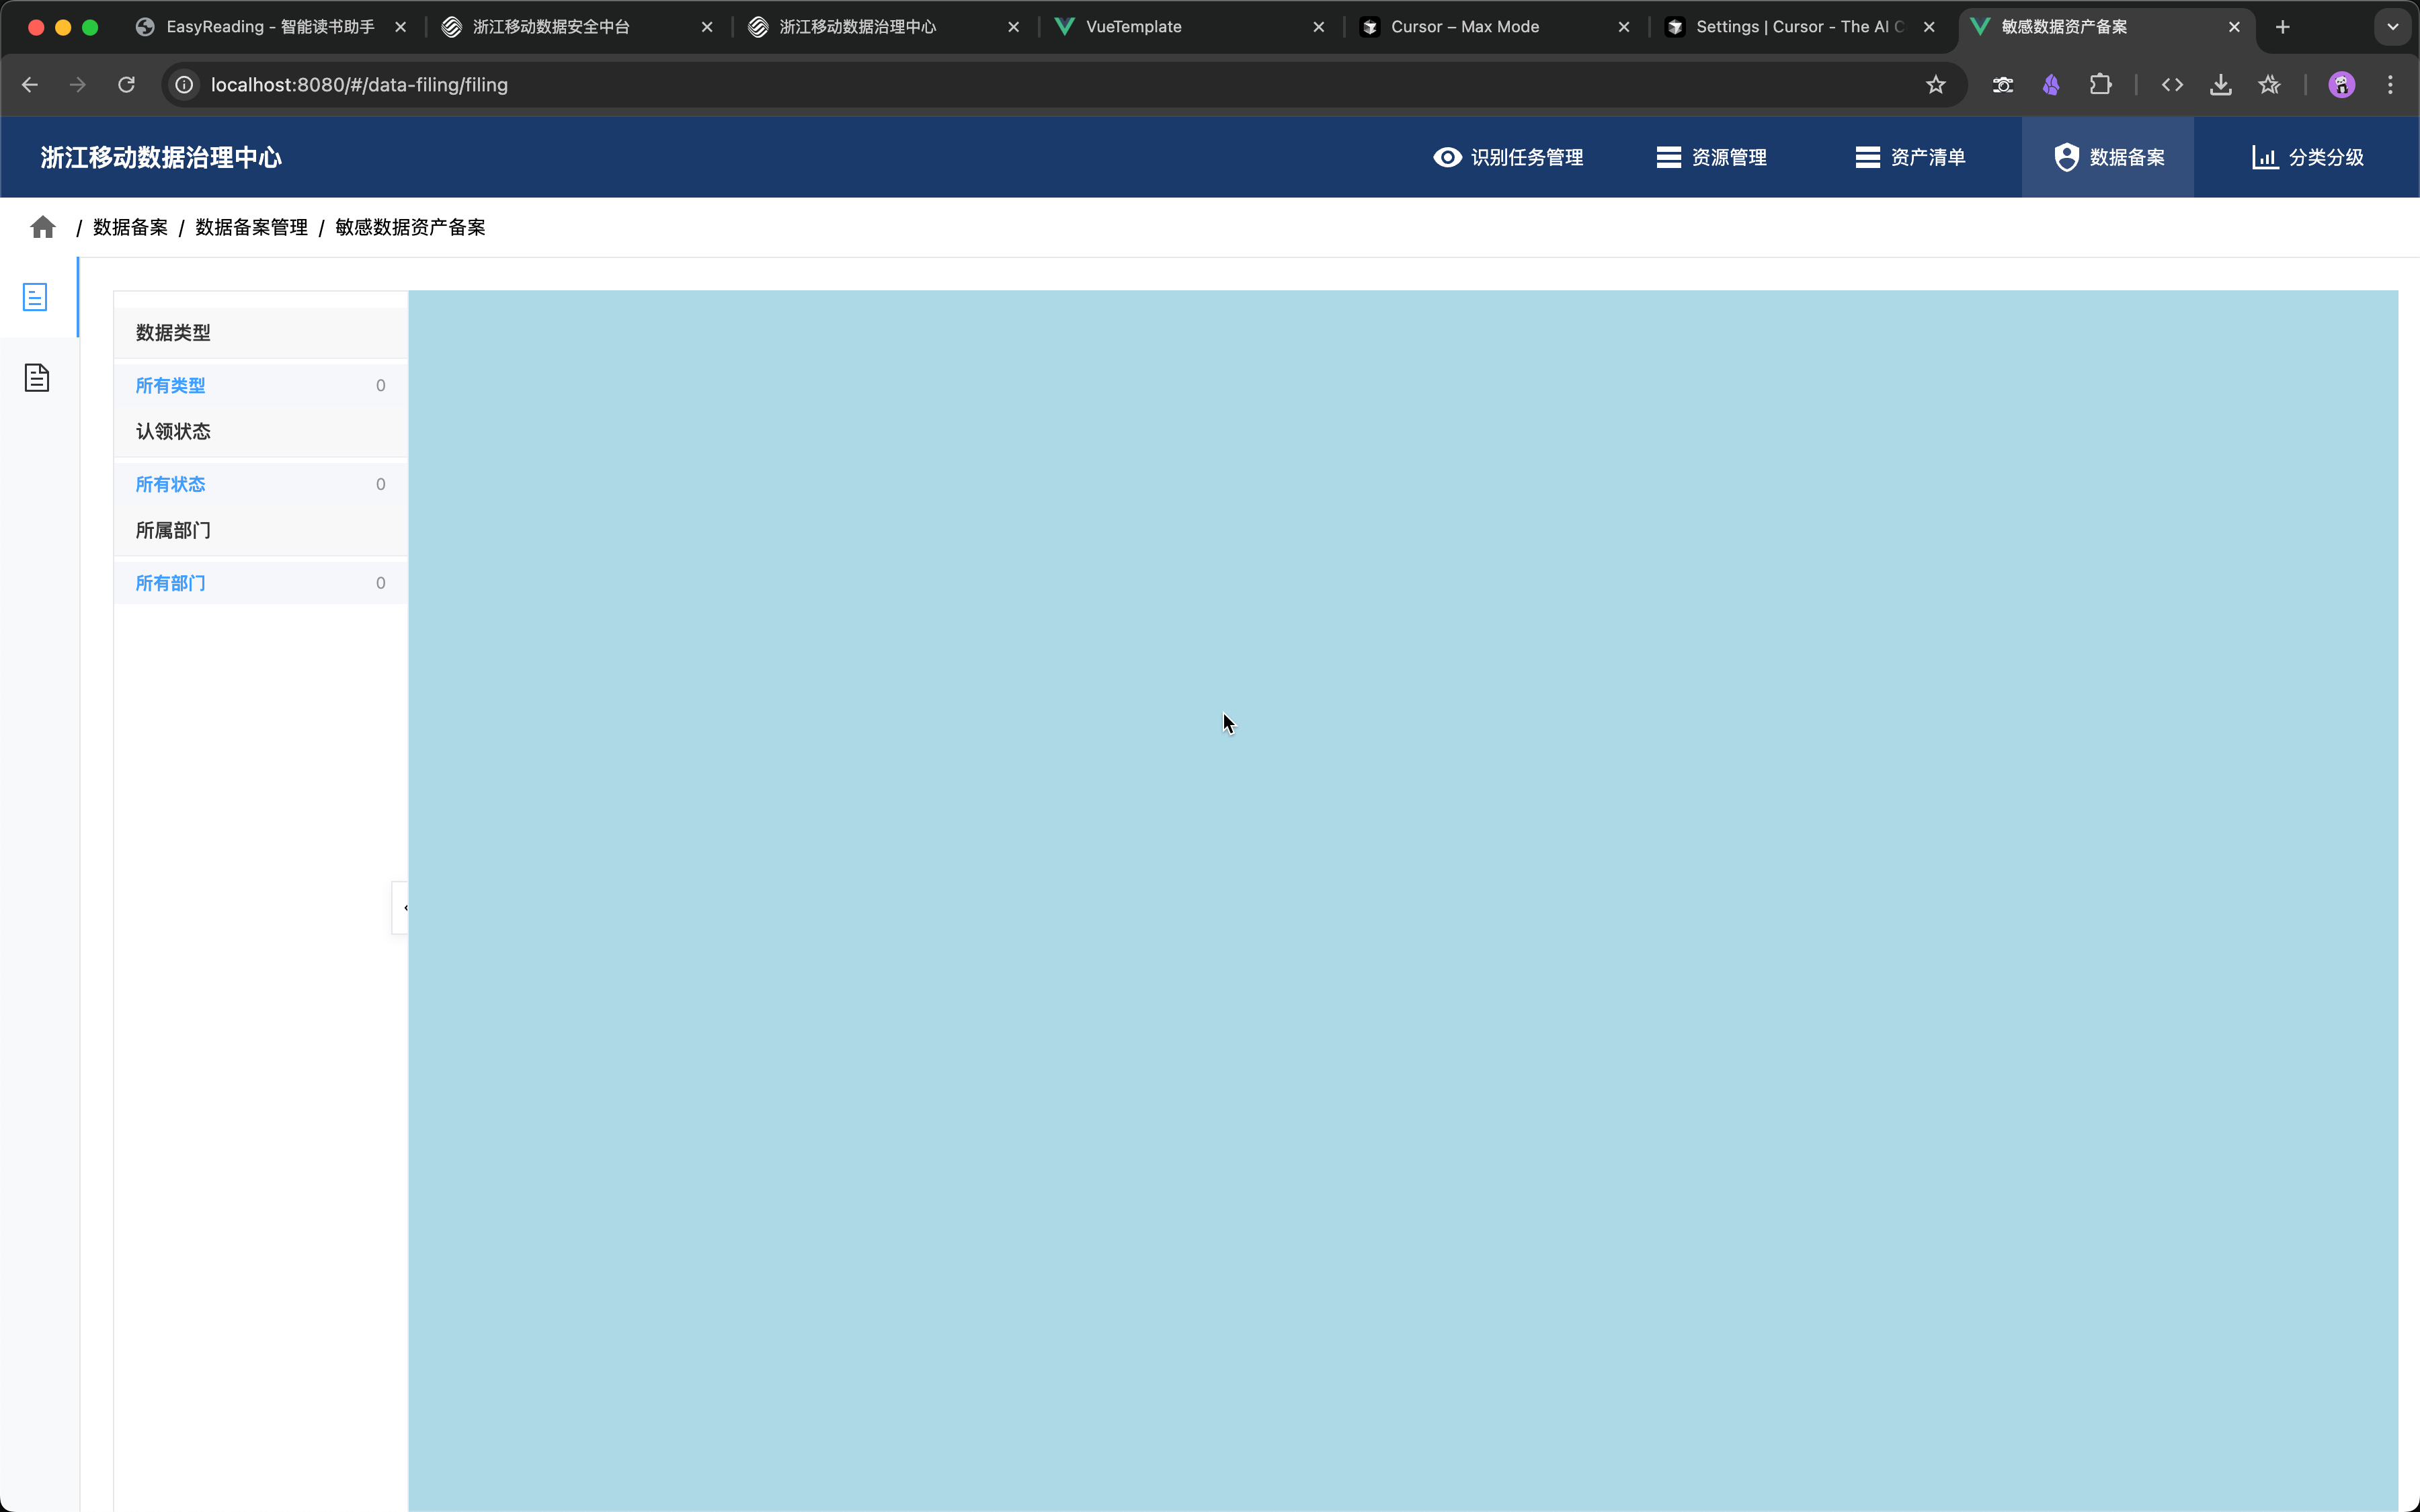 EasyReading - 智能读书助手
浙江移动数据安全中台
浙江移动数据治理中心
VueTemplate
Cursor – Max Mode
Settings | Cursor - The AI C
敏感数据资产备案
localhost:8080/#/data-filing/filing
浙江移动数据治理中心
识别任务管理
资源管理
资产清单
数据备案
分类分级
/ 数据备案 / 数据备案管理 / 敏感数据资产备案
数据类型
所有类型 0
认领状态
所有状态 0
所属部门
所有部门 0